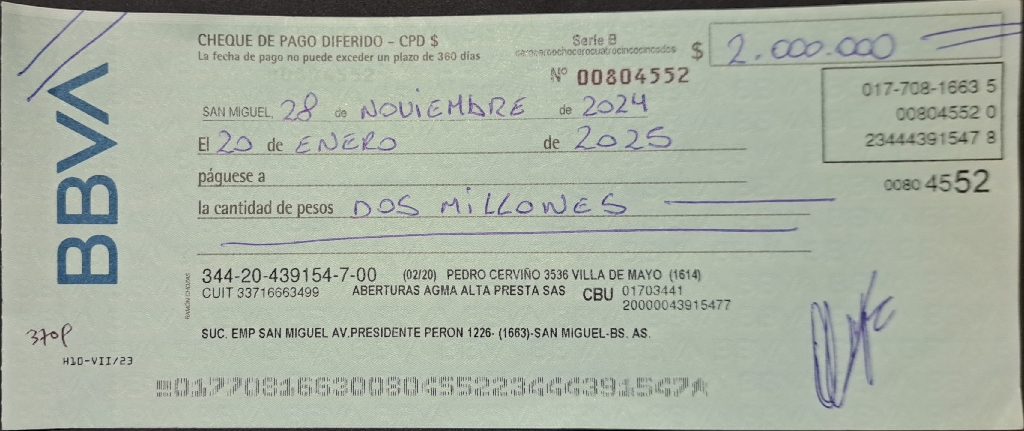 BBVA
CHEQUE DE PAGO DIFERIDO - CPD $
La fecha de pago no puede exceder un plazo de 360 días
Serie B
ceroceroochocerocuatrocincocincodos
Nº 00804552
$ 2.000.000
017-708-1663 5
00804552 0
23444391547 8
0080 4552
SAN MIGUEL, 28 de NOVIEMBRE de 2024
El 20 de ENERO de 2025
páguese a
la cantidad de pesos DOS MILLONES
344-20-439154-7-00 (02/20) PEDRO CERVIÑO 3536 VILLA DE MAYO (1614)
CUIT 33716663499 ABERTURAS AGMA ALTA PRESTA SAS CBU 01703441
20000043915477
SUC. EMP SAN MIGUEL AV.PRESIDENTE PERON 1226- (1663)-SAN MIGUEL-BS. AS.
370P
H10-VII/23
01770816630080455223444391547